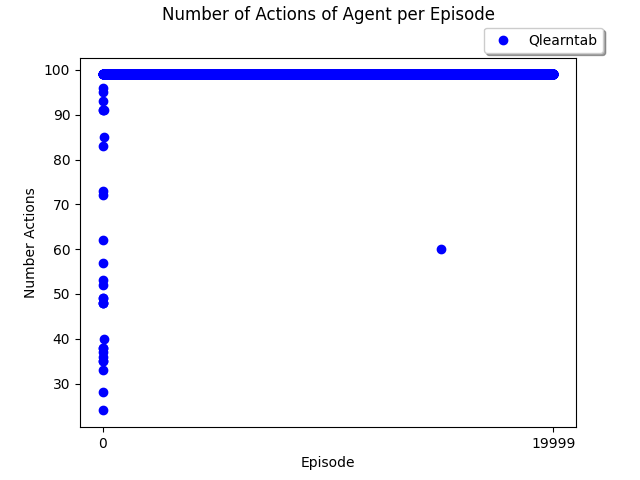 Number of Actions of Agent per Episode
Qlearntab
100
90
80
70
60
50
40
30
Number Actions
0
19999
Episode